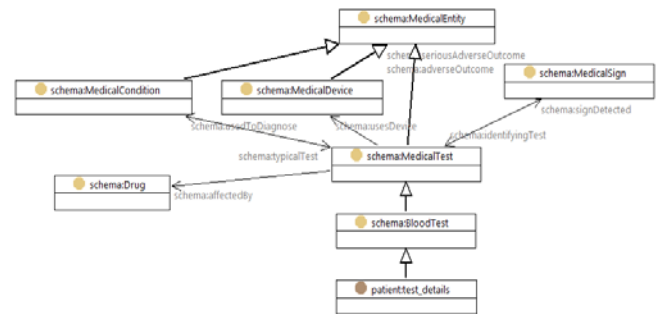 schema:MedicalEntity
schema:seriousAdverseOutcome
schema:adverseOutcome
schema:MedicalSign
schema:MedicalCondition
schema:MedicalDevice
schema:signDetected
schema:usedToDiagnose
schema:usesDevice
schema:identifyingTest
schema:typicalTest
schema:MedicalTest
schema:Drug
schema:affectedBy
schema:BloodTest
patient:test_details